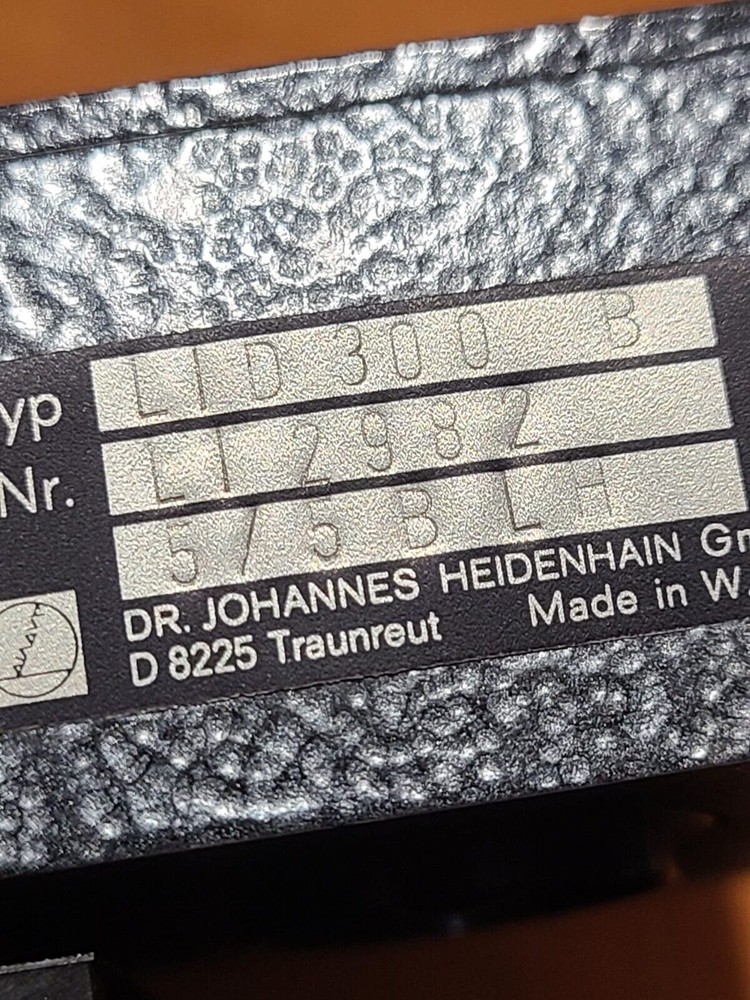 yp LID 300 B
Nr. LI 2982
5/5 B L H
DR. JOHANNES HEIDENHAIN Gm
D 8225 Traunreut Made in W.